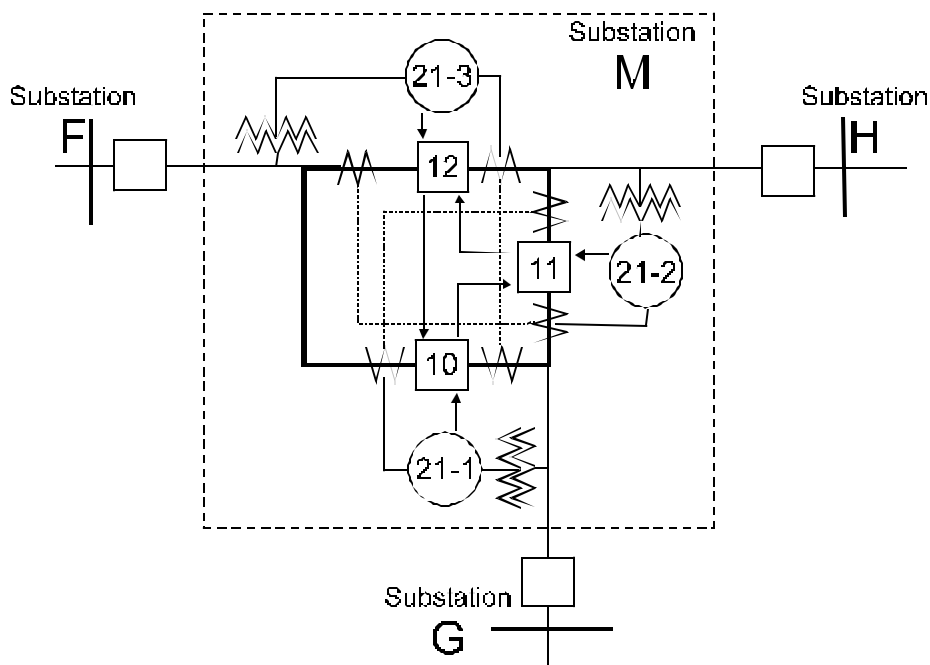 Substation
M
21-3
Substation
F
Substation
H
12
11
21-2
10
21-1
Substation
G